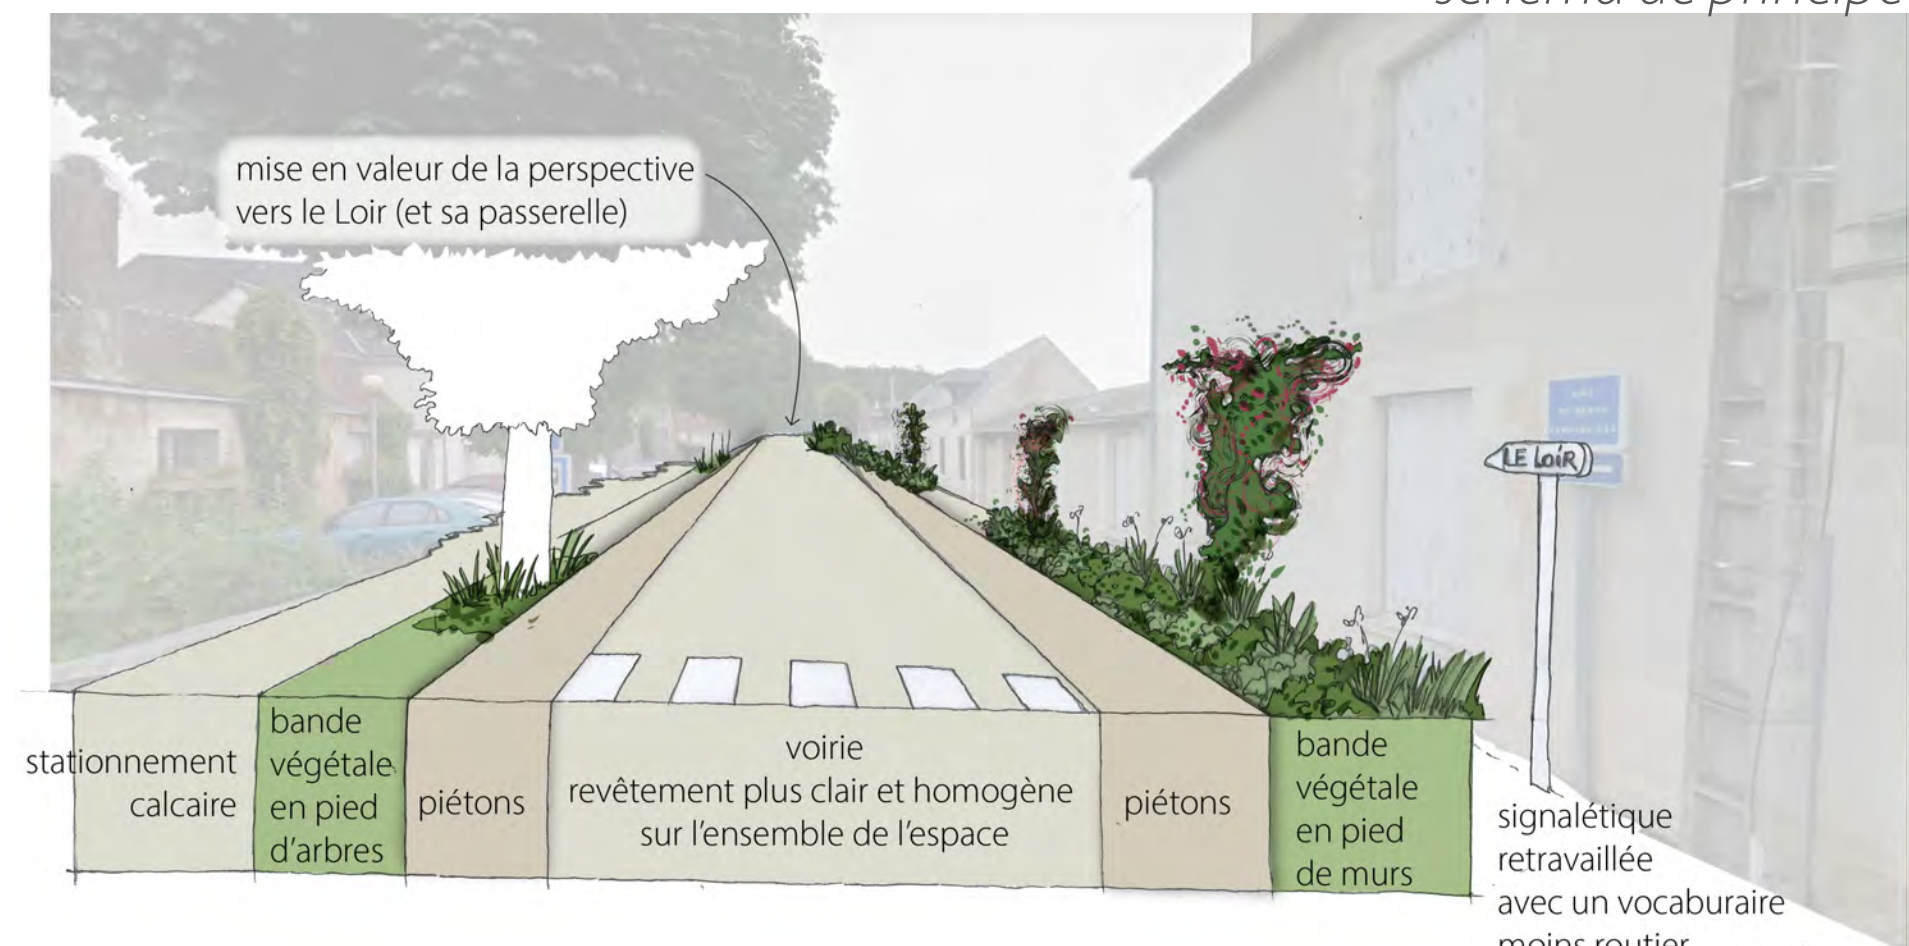 schéma de principe
mise en valeur de la perspective
vers le Loir (et sa passerelle)
LE LOIR
stationnement
calcaire
bande
végétale
en pied
d'arbres
piétons
voirie
revêtement plus clair et homogène
sur l'ensemble de l'espace
piétons
bande
végétale
en pied
de murs
signalétique
retravaillée
avec un vocaburaire
moins routier